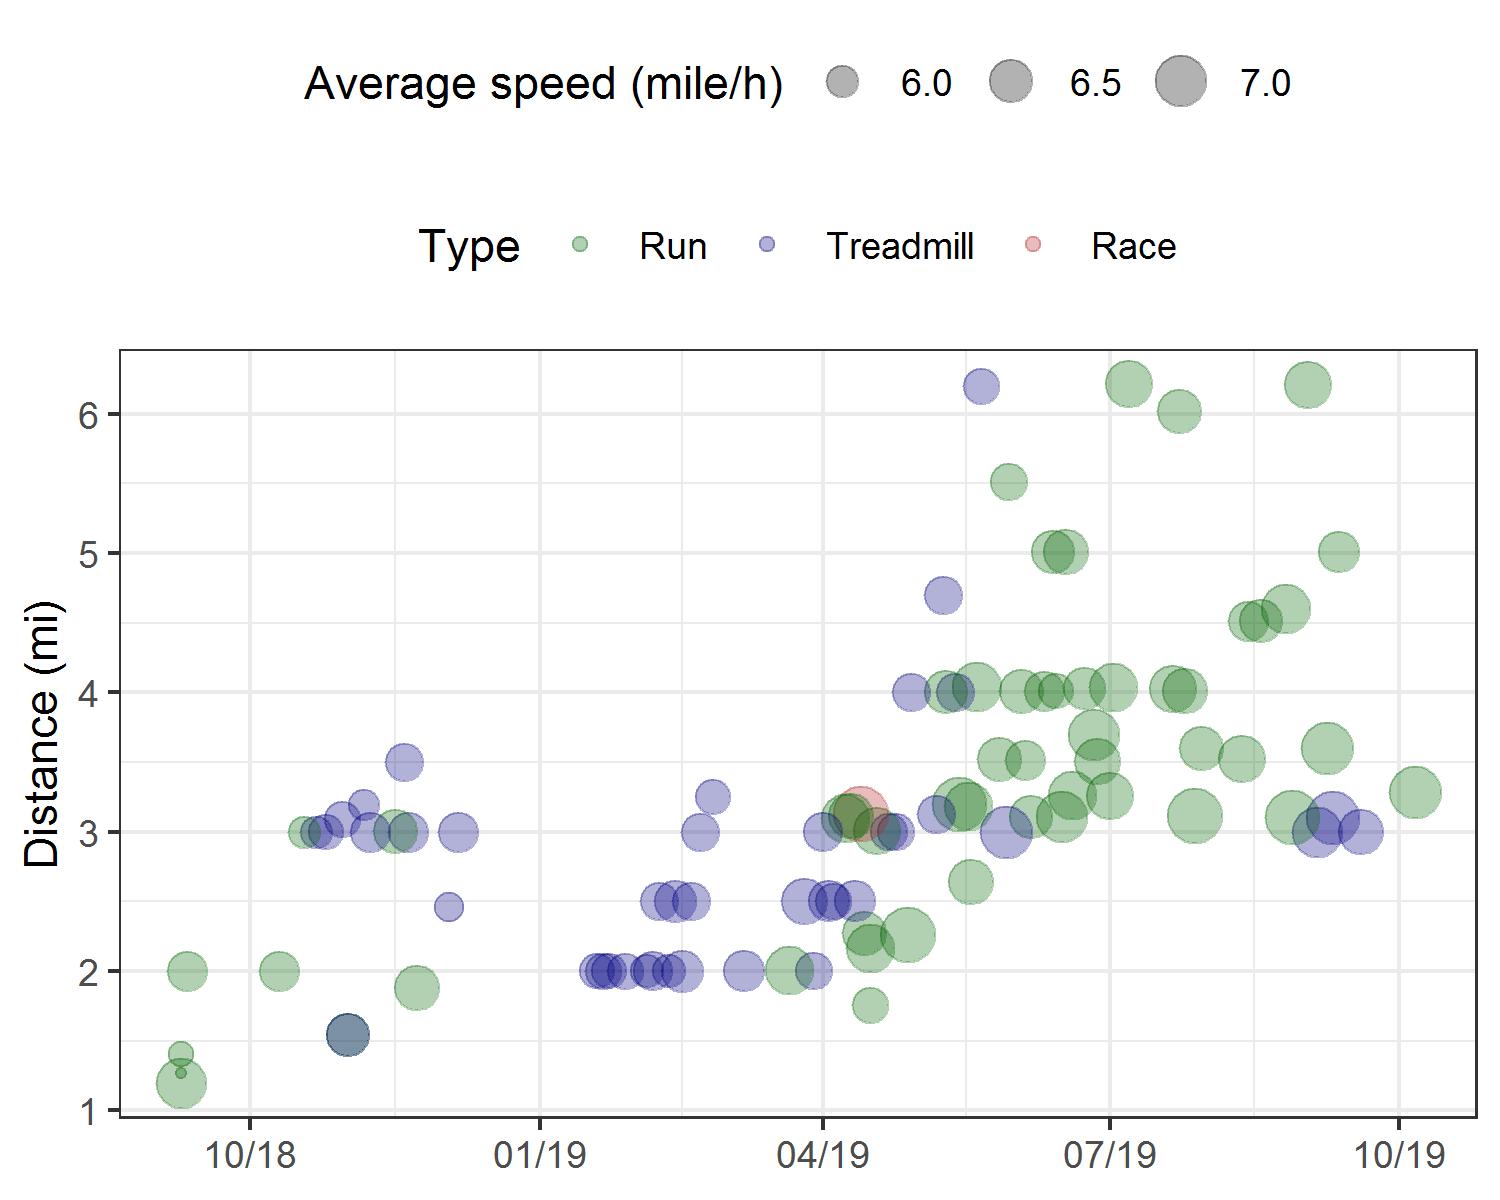 Average speed (mile/h) 6.0 6.5 7.0
Type Run Treadmill Race
Distance (mi)
6
5
4
3
2
1
10/18 01/19 04/19 07/19 10/19